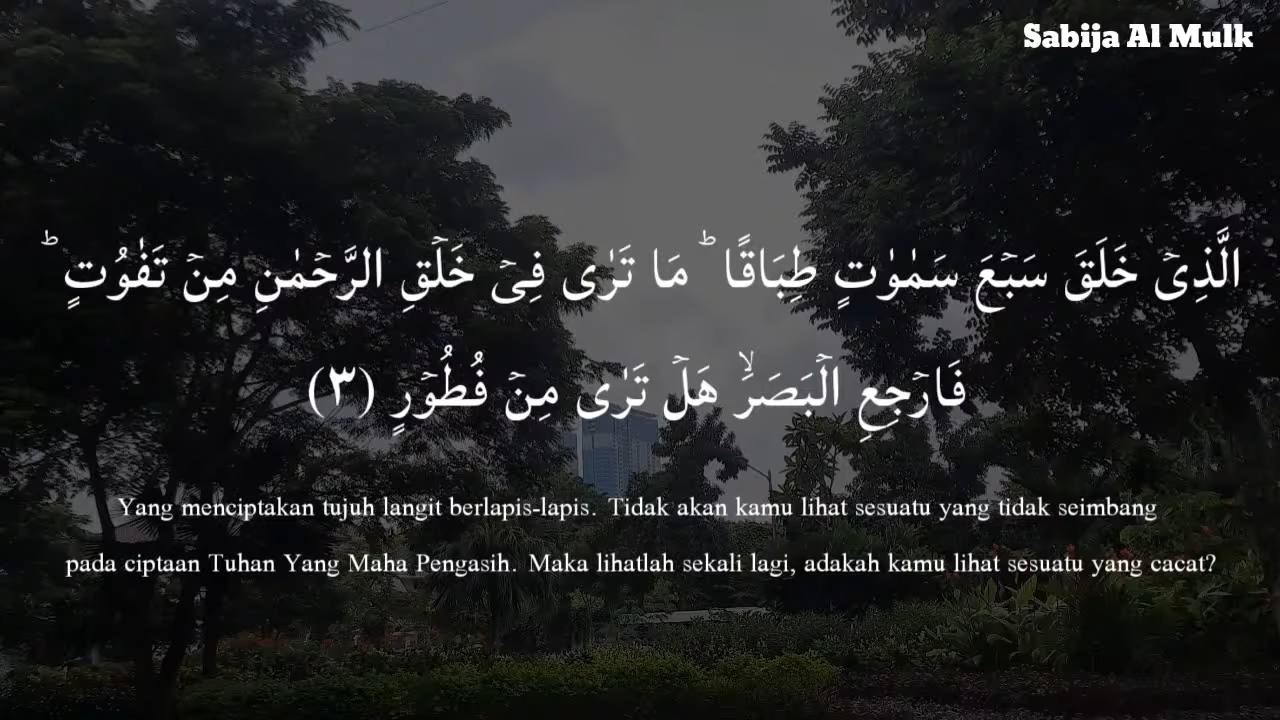 Sabija Al Mulk
الَّذِىۡ خَلَقَ سَبۡعَ سَمٰوٰتٍ طِبَاقًا ؕ مَا تَرٰى فِىۡ خَلۡقِ الرَّحۡمٰنِ مِنۡ تَفٰوُتٍ ؕ
فَارۡجِعِ الۡبَصَرَۙ هَلۡ تَرٰى مِنۡ فُطُوۡرٍ (٣)
Yang menciptakan tujuh langit berlapis-lapis. Tidak akan kamu lihat sesuatu yang tidak seimbang
pada ciptaan Tuhan Yang Maha Pengasih. Maka lihatlah sekali lagi, adakah kamu lihat sesuatu yang cacat?